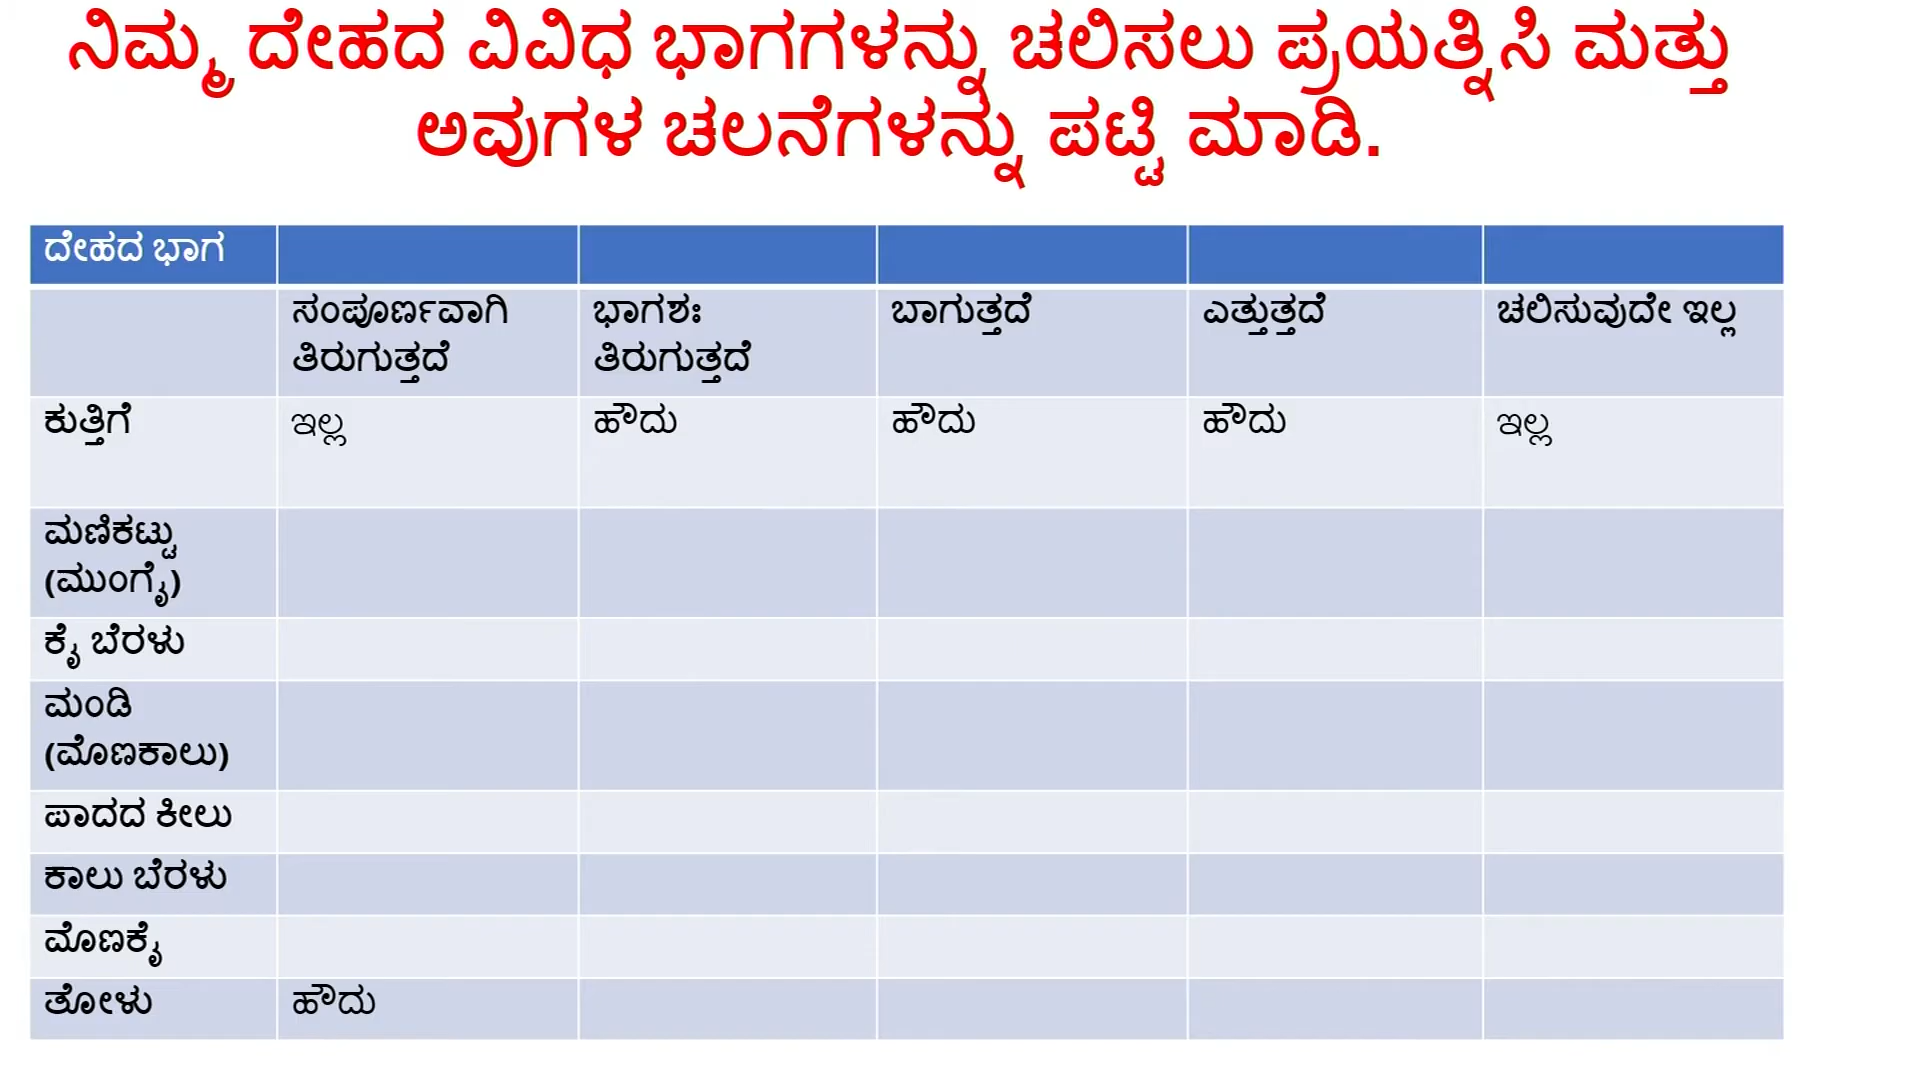 ನಿಮ್ಮ ದೇಹದ ವಿವಿಧ ಭಾಗಗಳನ್ನು ಚಲಿಸಲು ಪ್ರಯತ್ನಿಸಿ ಮತ್ತು
ಅವುಗಳ ಚಲನೆಗಳನ್ನು ಪಟ್ಟಿ ಮಾಡಿ.
ದೇಹದ ಭಾಗ
ಸಂಪೂರ್ಣವಾಗಿ ಭಾಗಶಃ ಬಾಗುತ್ತದೆ ಎತ್ತುತ್ತದೆ ಚಲಿಸುವುದೇ ಇಲ್ಲ
ತಿರುಗುತ್ತದೆ ತಿರುಗುತ್ತದೆ
ಕುತ್ತಿಗೆ ಇಲ್ಲ ಹೌದು ಹೌದು ಹೌದು ಇಲ್ಲ
ಮಣಿಕಟ್ಟು
(ಮುಂಗೈ)
ಕೈ ಬೆರಳು
ಮಂಡಿ
(ಮೊಣಕಾಲು)
ಪಾದದ ಕೀಲು
ಕಾಲು ಬೆರಳು
ಮೊಣಕೈ
ತೋಳು ಹೌದು